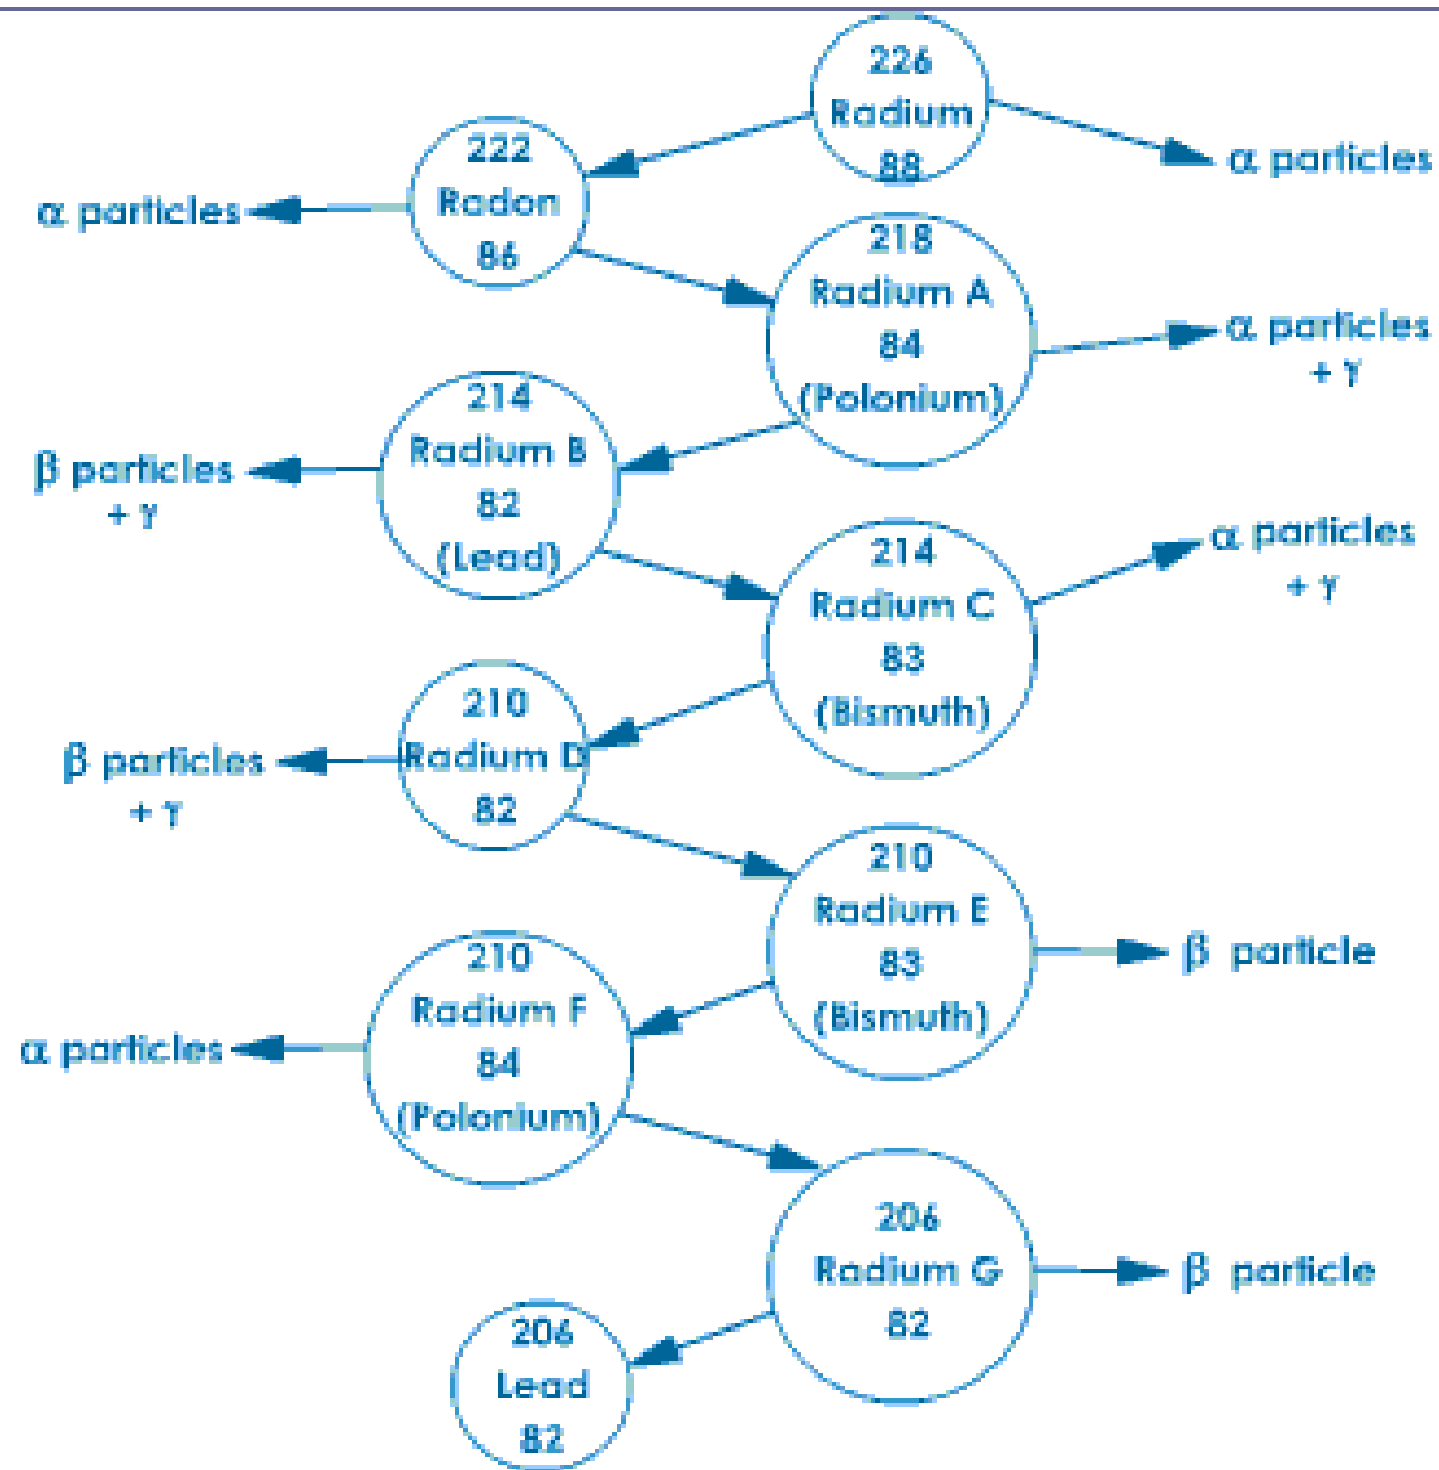 226
Radium
88
α particles
222
Radon
86
α particles
218
Radium A
84
(Polonium)
α particles
+ γ
214
Radium B
82
(Lead)
β particles
+ γ
214
Radium C
83
(Bismuth)
α particles
+ γ
210
Radium D
82
β particles
+ γ
210
Radium E
83
(Bismuth)
β particle
210
Radium F
84
(Polonium)
α particles
206
Radium G
82
β particle
206
Lead
82